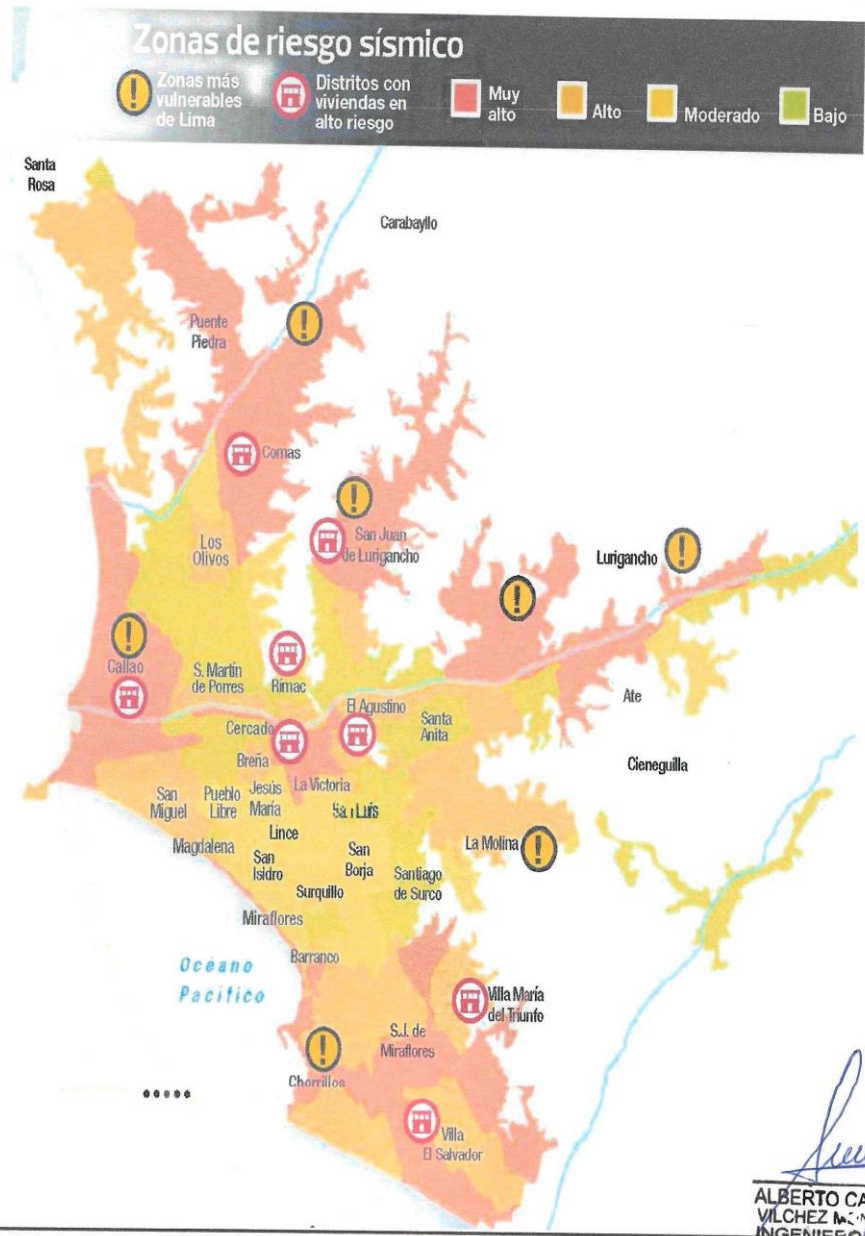 Zonas de riesgo sísmico
Zonas más
vulnerables
de Lima
Distritos con
viviendas en
alto riesgo
Muy
alto
Alto
Moderado
Bajo
Santa
Rosa
Carabayllo
Puente
Piedra
Comas
San Juan
de Lurigancho
Los
Olivos
Lurigancho
Callao
S. Martín
de Porres
Rímac
El Agustino
Santa
Anita
Ate
Cercado
Breña
La Victoria
Cieneguilla
San
Miguel
Pueblo
Libre
Jesús
María
San Luis
Lince
Magdalena
La Molina
San
Isidro
San
Borja
Santiago
de Surco
Surquillo
Miraflores
Barranco
Océano
Pacífico
Villa María
del Triunfo
S.J. de
Miraflores
Chorrillos
Villa
El Salvador
ALBERTO CA
VILCHEZ
INGENIERO